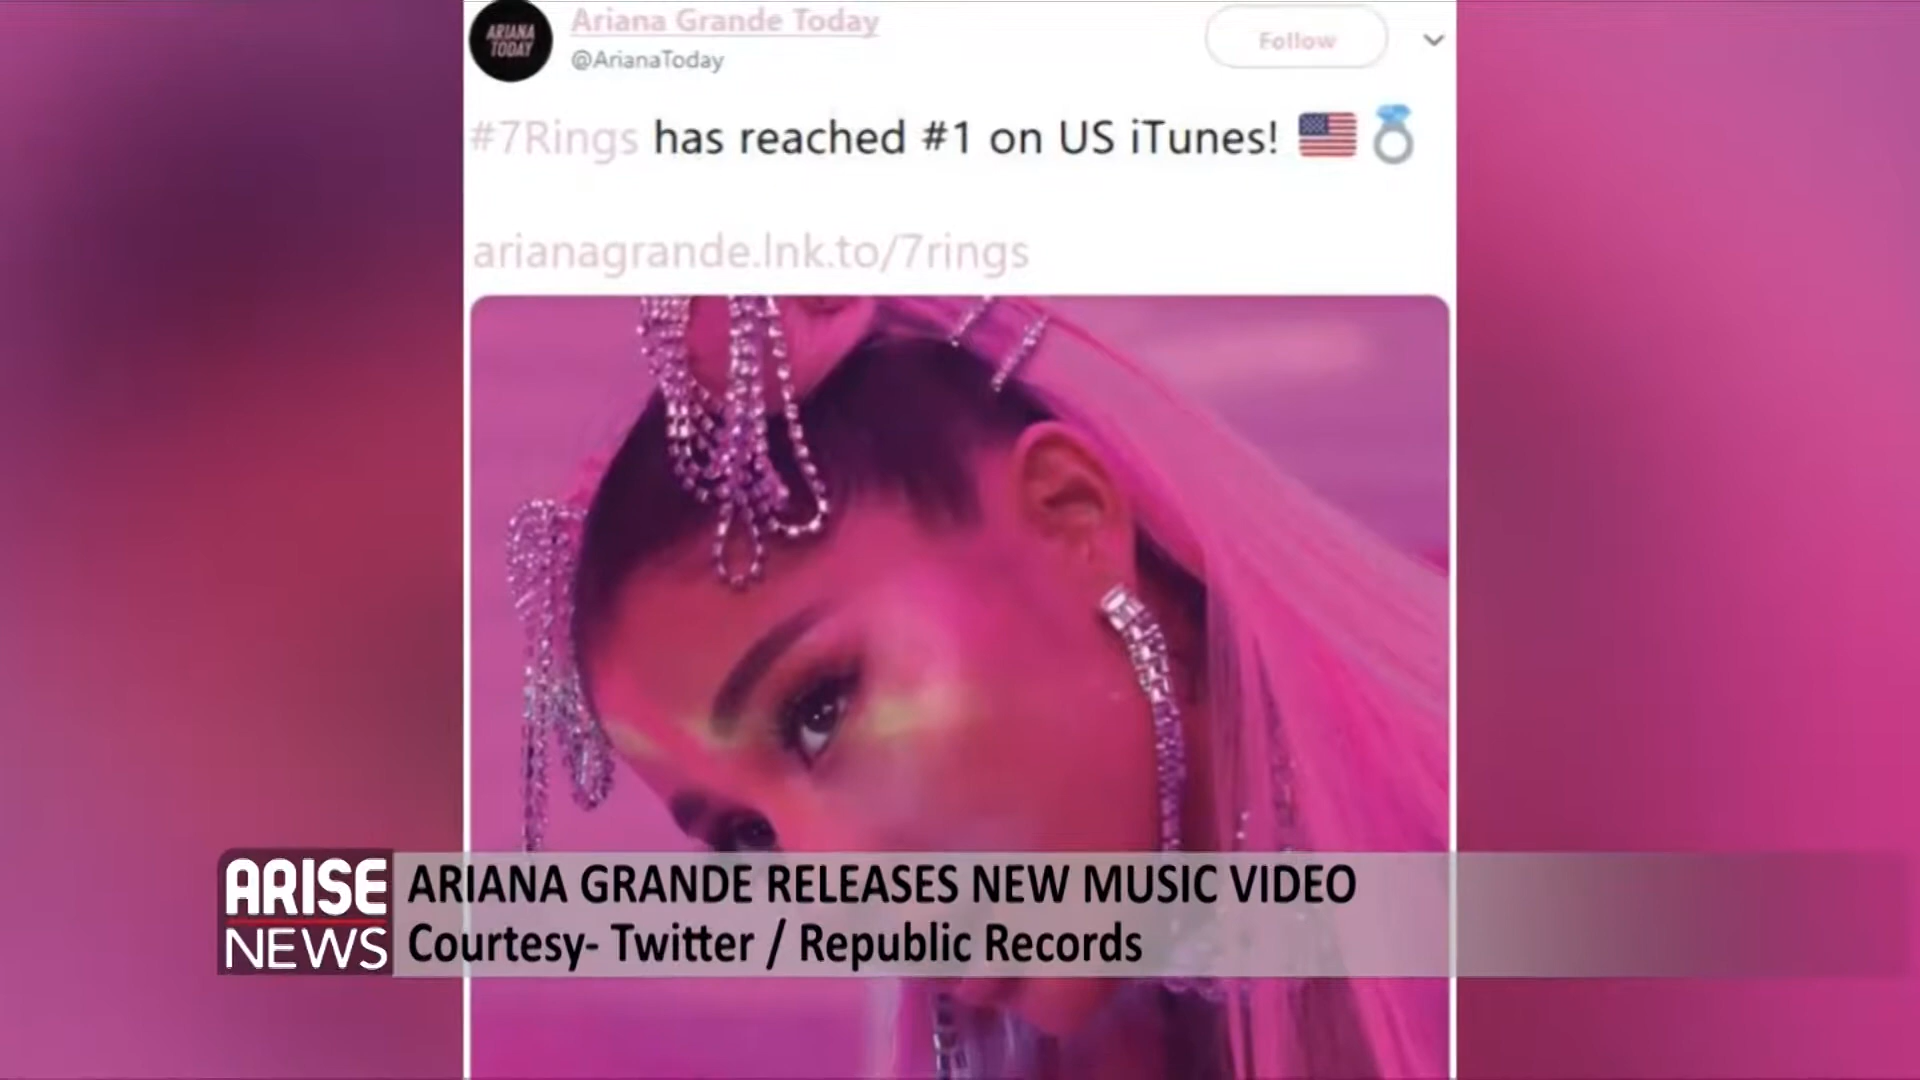 ARIANA
TODAY
Ariana Grande Today
@ArianaToday
Follow
#7Rings has reached #1 on US iTunes!
arianagrande.lnk.to/7rings
ARISE
NEWS
ARIANA GRANDE RELEASES NEW MUSIC VIDEO
Courtesy- Twitter / Republic Records